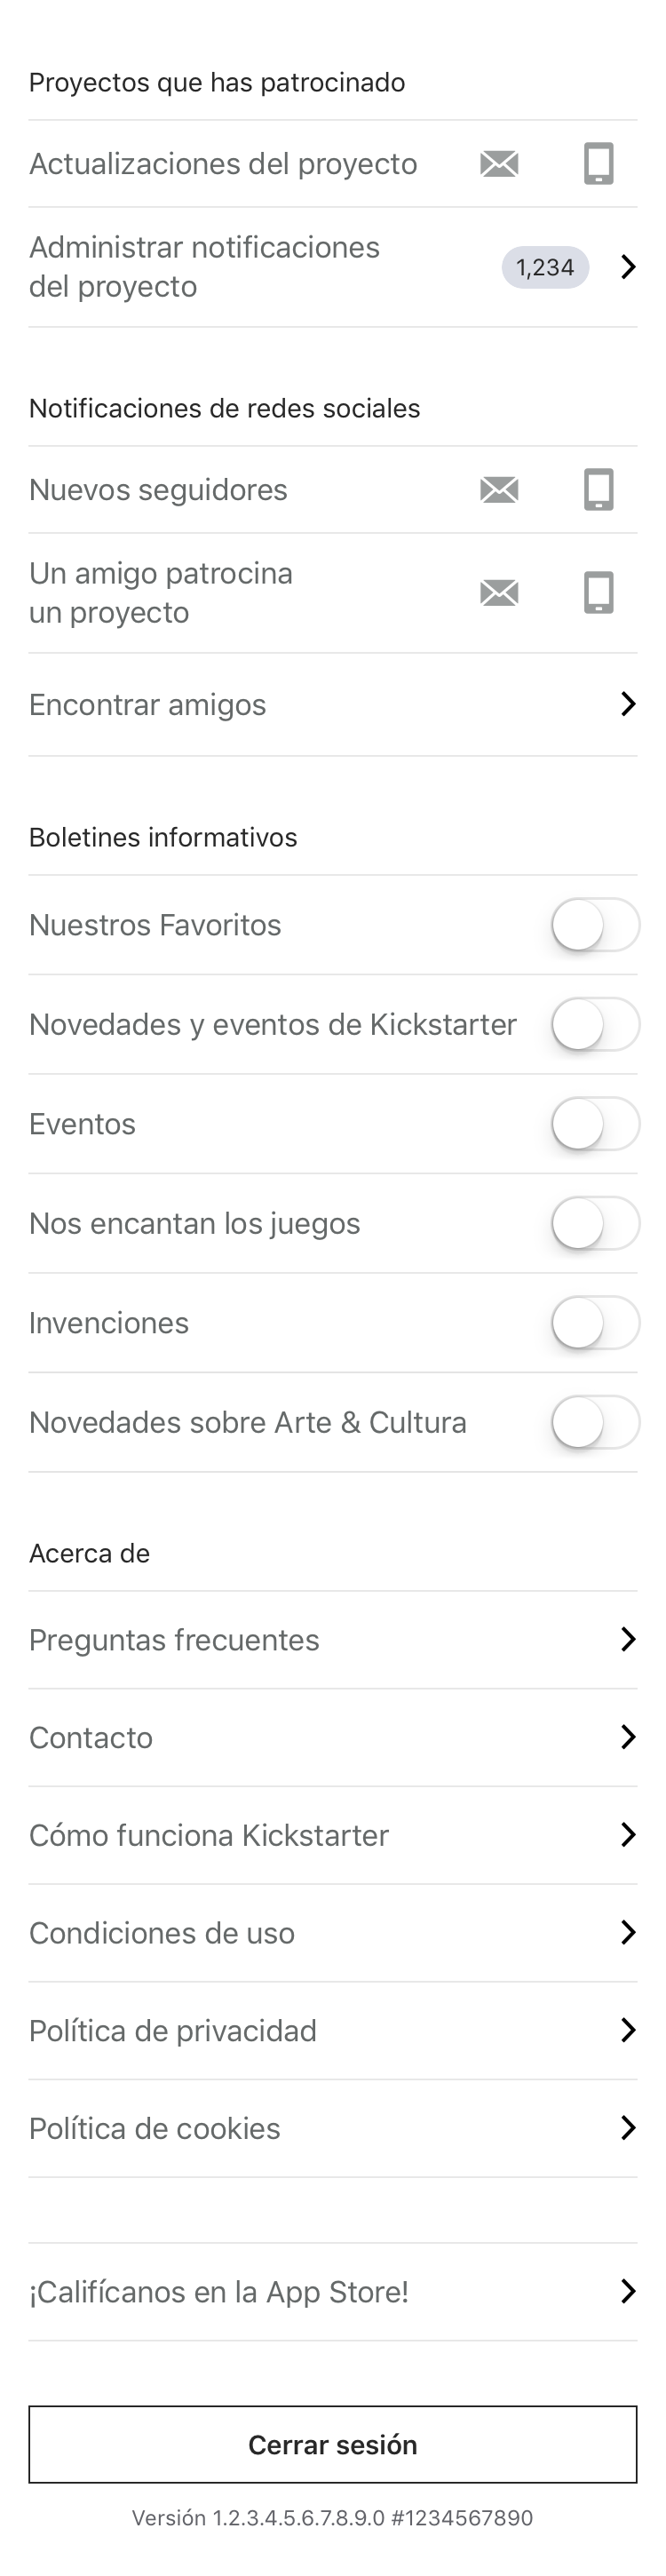 Proyectos que has patrocinado
Actualizaciones del proyecto
Administrar notificaciones
del proyecto
1,234
Notificaciones de redes sociales
Nuevos seguidores
Un amigo patrocina
un proyecto
Encontrar amigos
Boletines informativos
Nuestros Favoritos
Novedades y eventos de Kickstarter
Eventos
Nos encantan los juegos
Invenciones
Novedades sobre Arte & Cultura
Acerca de
Preguntas frecuentes
Contacto
Cómo funciona Kickstarter
Condiciones de uso
Política de privacidad
Política de cookies
¡Califícanos en la App Store!
Cerrar sesión
Versión 1.2.3.4.5.6.7.8.9.0 #1234567890